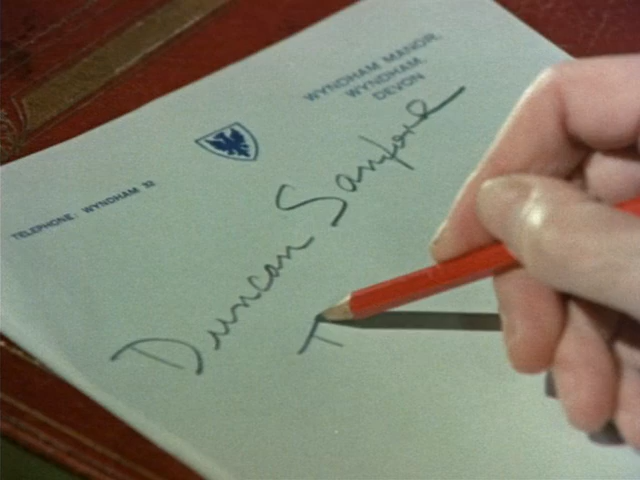 WYNDHAM MANOR,
WYNDHAM,
DEVON
TELEPHONE: WYNDHAM 32
Duncan Sanford
T